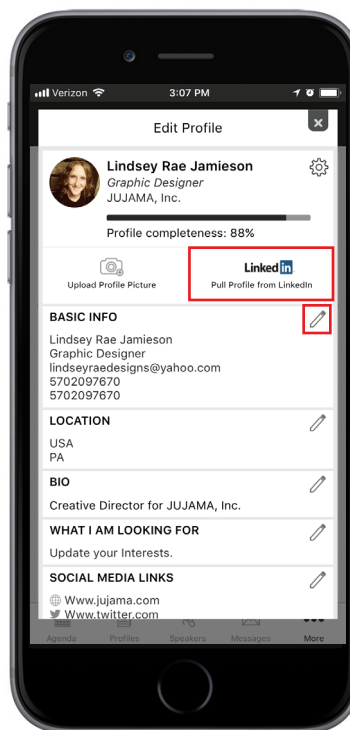 Verizon 3:07 PM
Edit Profile
Lindsey Rae Jamieson
Graphic Designer
JUJAMA, Inc.
Profile completeness: 88%
Linked in
Upload Profile Picture
Pull Profile from LinkedIn
BASIC INFO
Lindsey Rae Jamieson
Graphic Designer
lindseyraedesigns@yahoo.com
5702097670
5702097670
LOCATION
USA
PA
BIO
Creative Director for JUJAMA, Inc.
WHAT I AM LOOKING FOR
Update your Interests.
SOCIAL MEDIA LINKS
Www.jujama.com
Www.twitter.com
Agenda Profiles Speakers Messages More